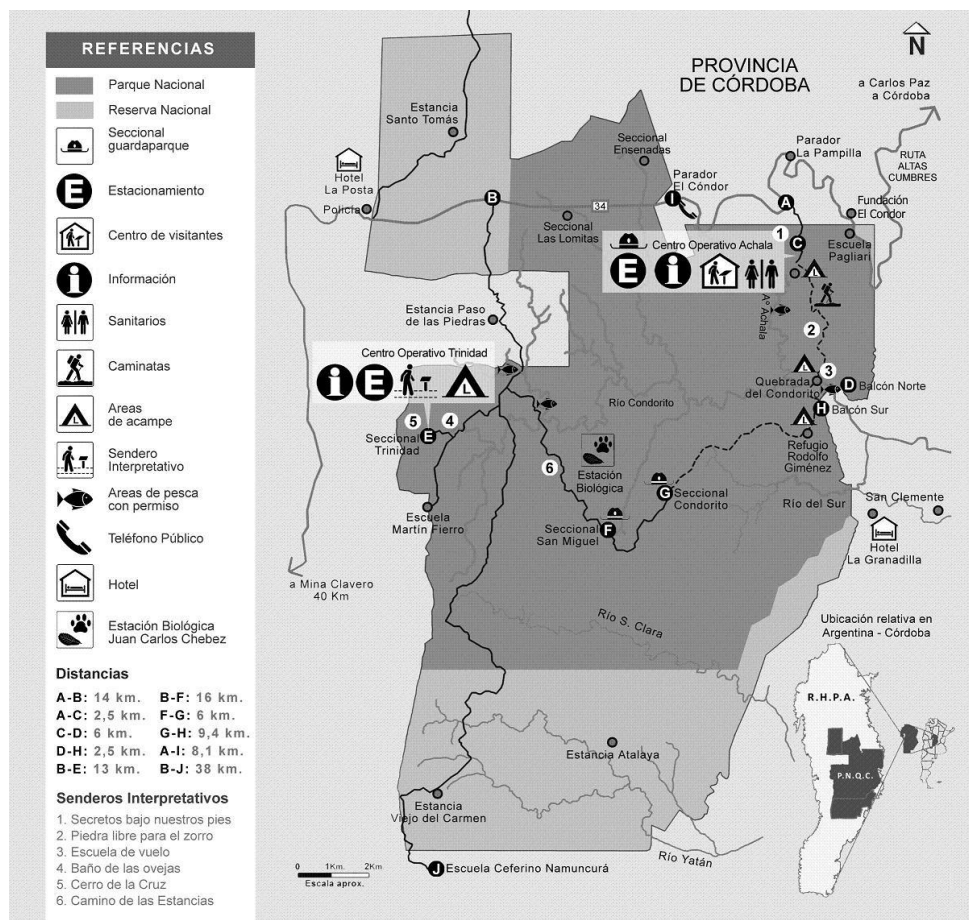 REFERENCIAS
Parque Nacional
Reserva Nacional
Seccional
guardaparque
E
Estacionamiento
Centro de visitantes
i
Información
Sanitarios
Caminatas
L
Areas
de acampe
Sendero
Interpretativo
Areas de pesca
con permiso
Teléfono Público
Hotel
Estación Biológica
Juan Carlos Chebez
Distancias
A-B: 14 km. B-F: 16 km.
A-C: 2,5 km. F-G: 6 km.
C-D: 6 km. G-H: 9,4 km.
D-H: 2,5 km. A-I: 8,1 km.
B-E: 13 km. B-J: 38 km.
Senderos Interpretativos
1. Secretos bajo nuestros pies
2. Piedra libre para el zorro
3. Escuela de vuelo
4. Baño de las ovejas
5. Cerro de la Cruz
6. Camino de las Estancias
N
PROVINCIA
DE CÓRDOBA
a Carlos Paz
a Córdoba
Estancia
Santo Tomás
Seccional
Ensenadas
Parador
La Pampilla
RUTA
ALTAS
CUMBRES
Hotel
La Posta
Parador
El Cóndor
Policía
B
34
I
A
Fundación
El Condor
Seccional
Las Lomitas
1
C
Escuela
Pagliari
Centro Operativo Achala
E i
L
Aº Achala
2
Estancia Paso
de las Piedras
Centro Operativo Trinidad
i E L
L
3
Quebrada
del Condorito
D
Balcón Norte
Río Condorito
H
Balcón Sur
L
5
4
Seccional
Trinidad
E
Refugio
Rodolfo
Giménez
6
Estación
Biológica
G
Seccional
Condorito
Río del Sur
San Clemente
Escuela
Martín Fierro
Seccional
San Miguel
F
Hotel
La Granadilla
a Mina Clavero
40 Km
Río S. Clara
Ubicación relativa en
Argentina - Córdoba
R.H.P.A.
P.N.Q.C.
Estancia Atalaya
Estancia
Viejo del Carmen
Río Yatán
J
Escuela Ceferino Namuncurá
0 1Km. 2Km
Escala aprox.